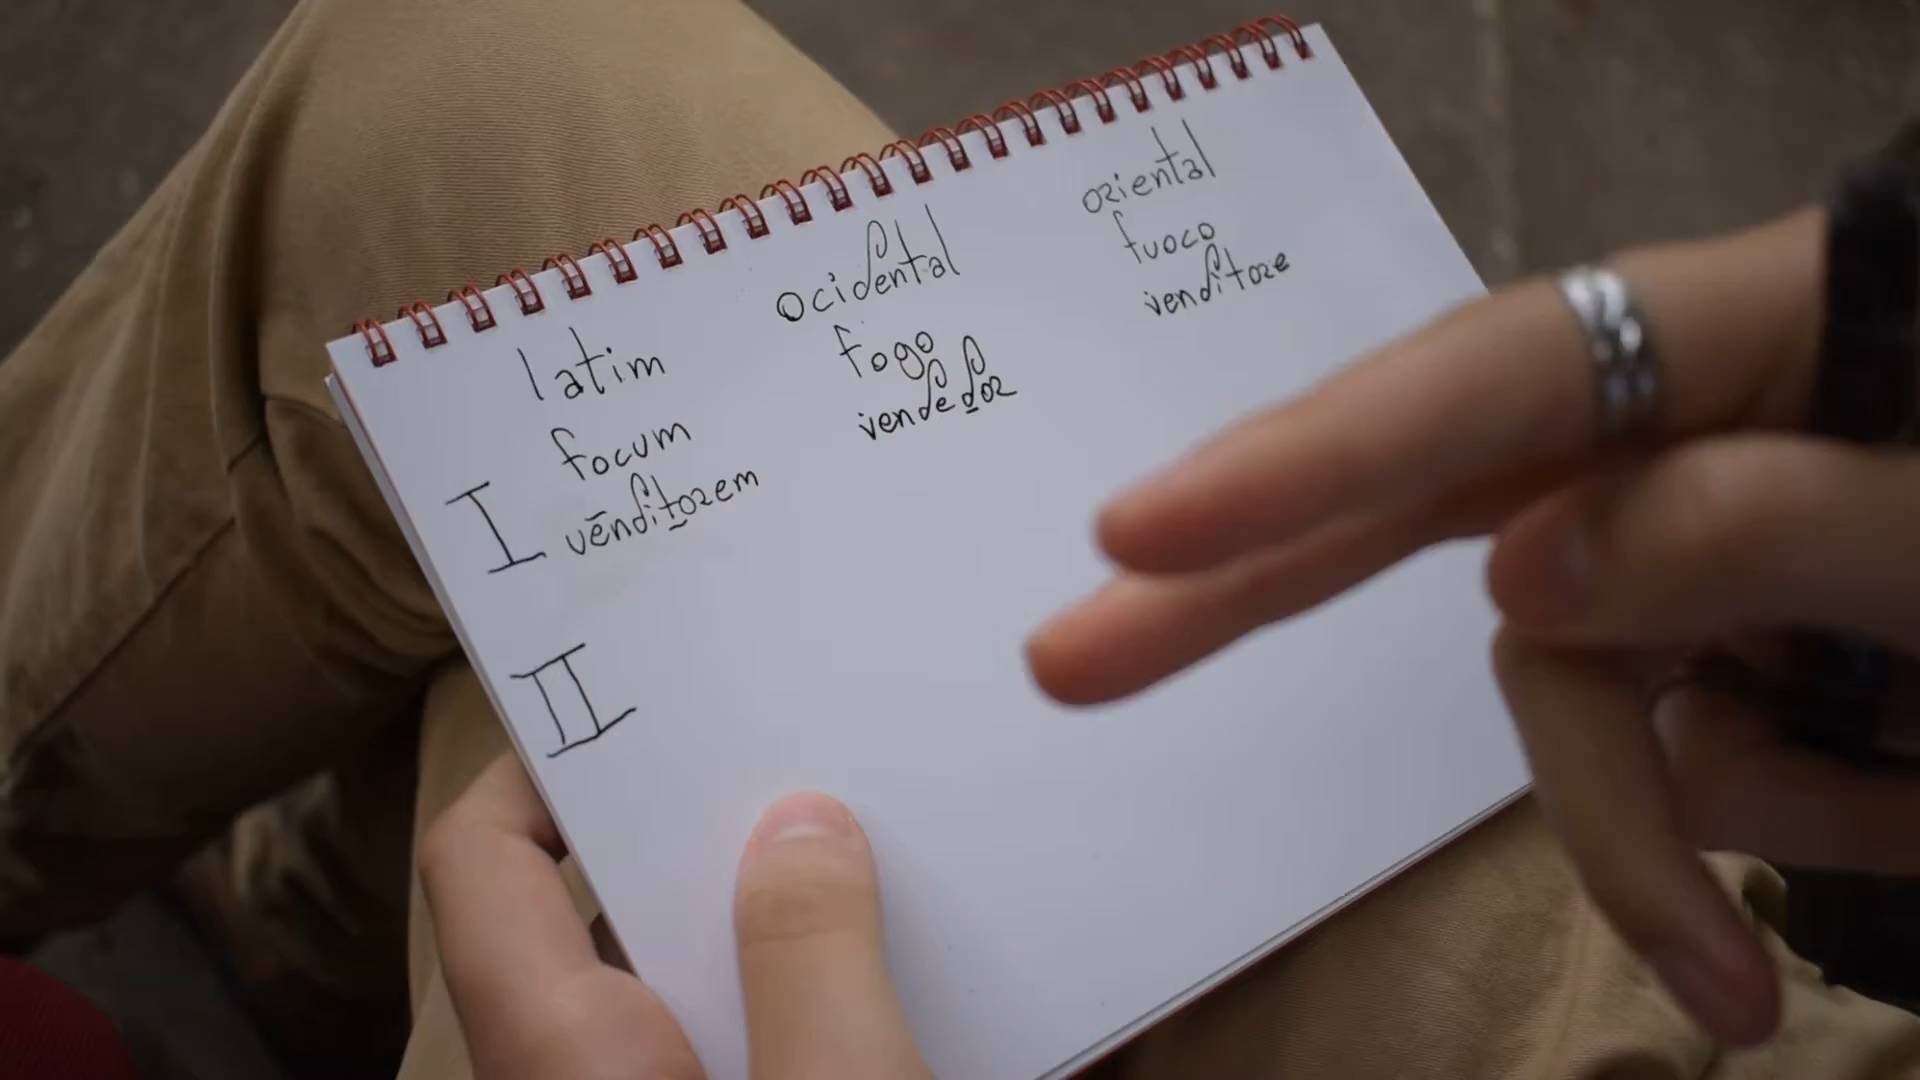 latim ocidental oriental
focum fogo fuoco
I vēnditorem vendedor venditore
II